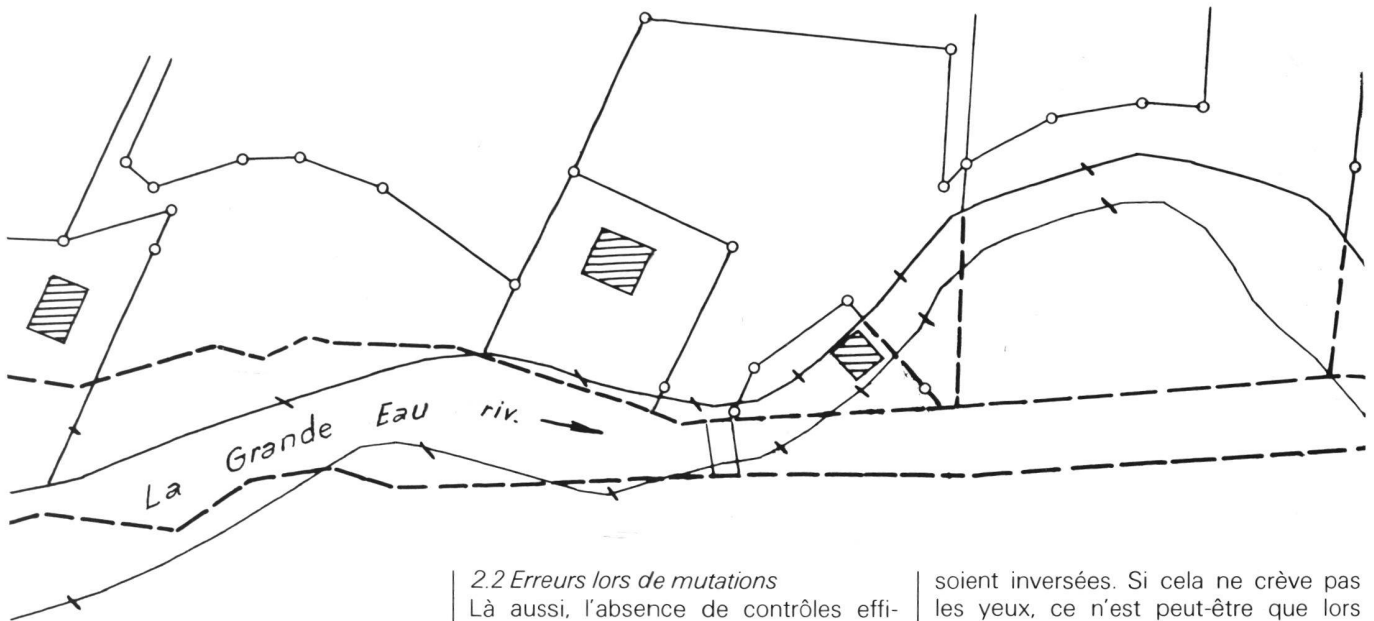 La Grande Eau riv.
2.2 Erreurs lors de mutations
Là aussi, l'absence de contrôles effi-
soient inversées. Si cela ne crève pas
les yeux, ce n'est peut-être que lors